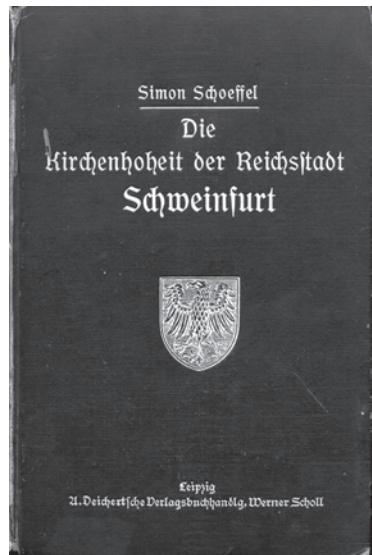 Simon Schoeffel
Die
Kirchenhoheit der Reichsstadt
Schweinfurt
Leipzig
A. Deichertsche Verlagsbuchhandlg, Werner Scholl